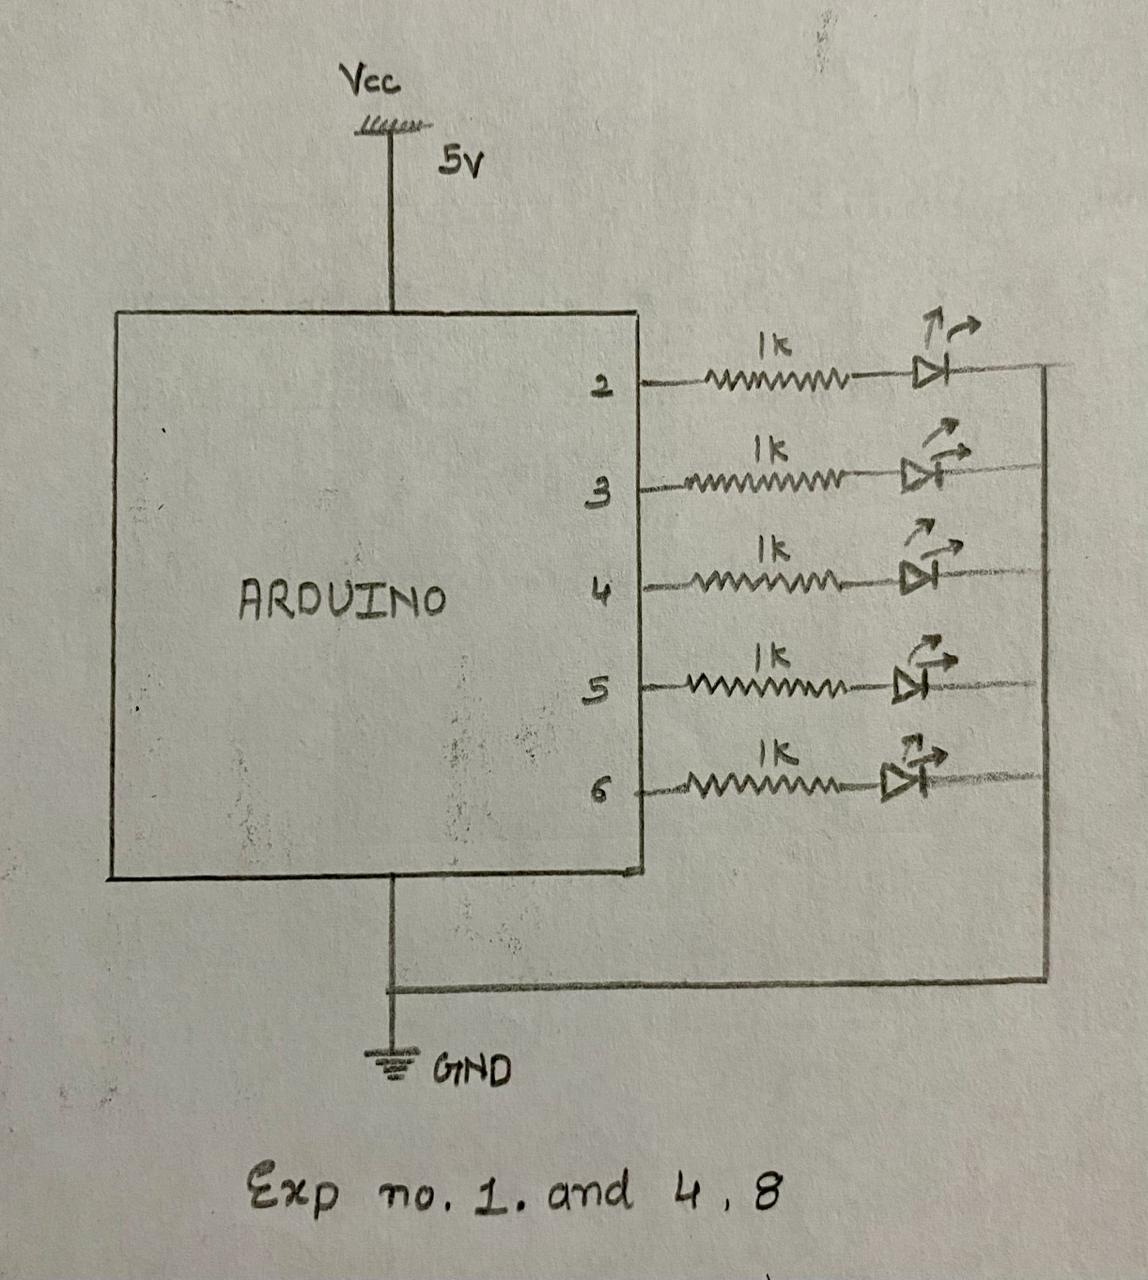 Vcc
5V
1k
2
1k
3
1k
ARDUINO
4
1k
5
1k
6
GND
Exp no. 1. and 4, 8